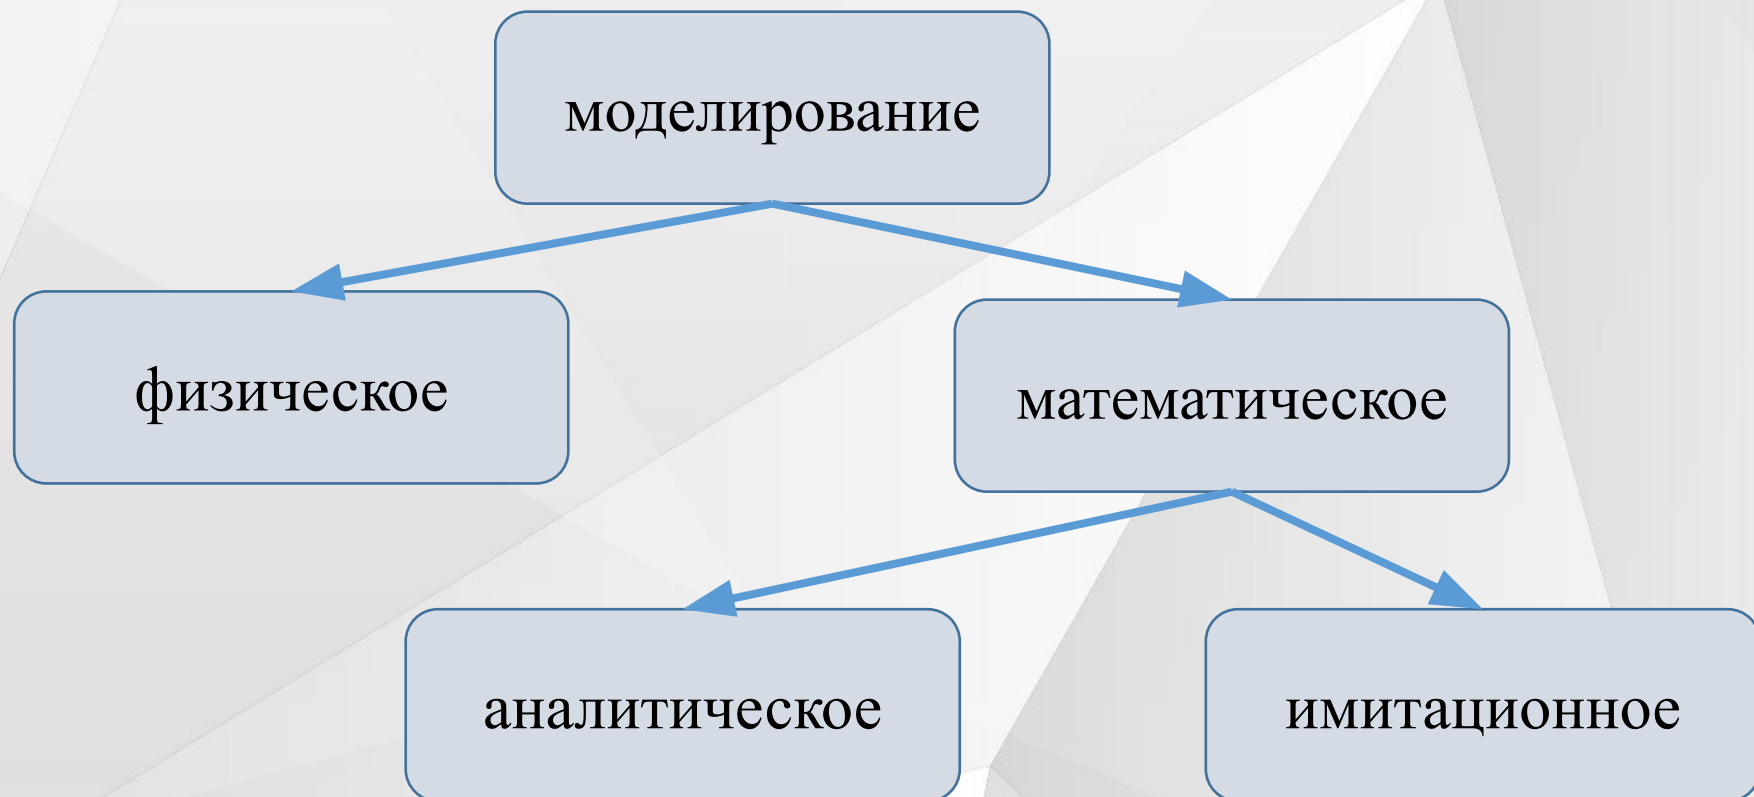 моделирование
физическое
математическое
аналитическое
имитационное